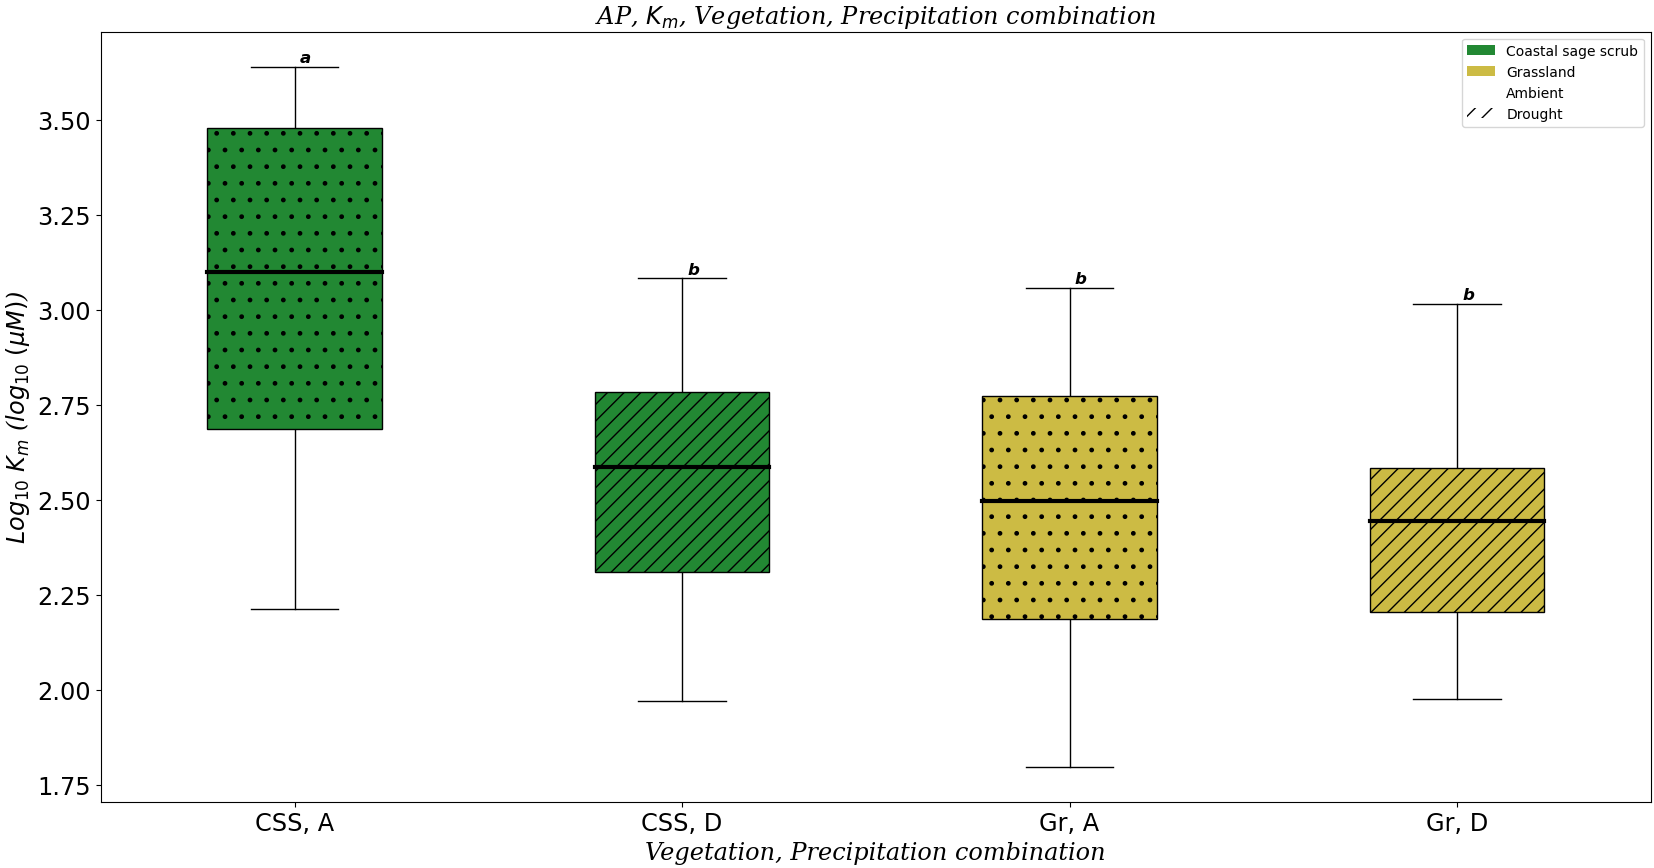 AP, Kₘ, Vegetation, Precipitation combination
a
Coastal sage scrub
Grassland
Ambient
Drought
3.50
3.25
b
b
b
3.00
2.75
2.50
2.25
2.00
1.75
Log₁₀ Kₘ (log₁₀ (μM))
CSS, A
CSS, D
Gr, A
Gr, D
Vegetation, Precipitation combination